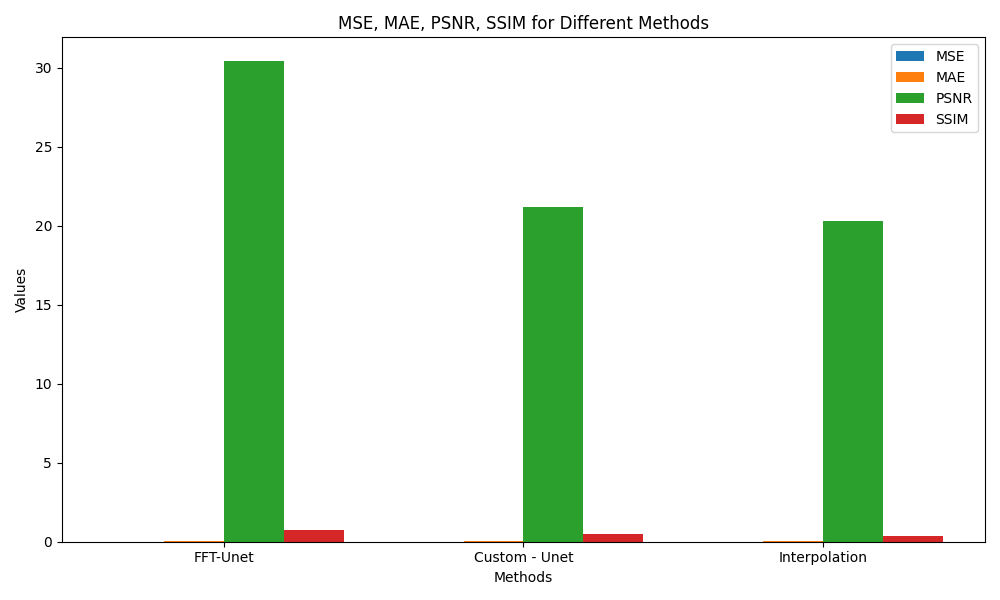 MSE, MAE, PSNR, SSIM for Different Methods
MSE
MAE
PSNR
SSIM
30
25
20
15
10
5
0
Values
FFT-Unet
Custom - Unet
Interpolation
Methods